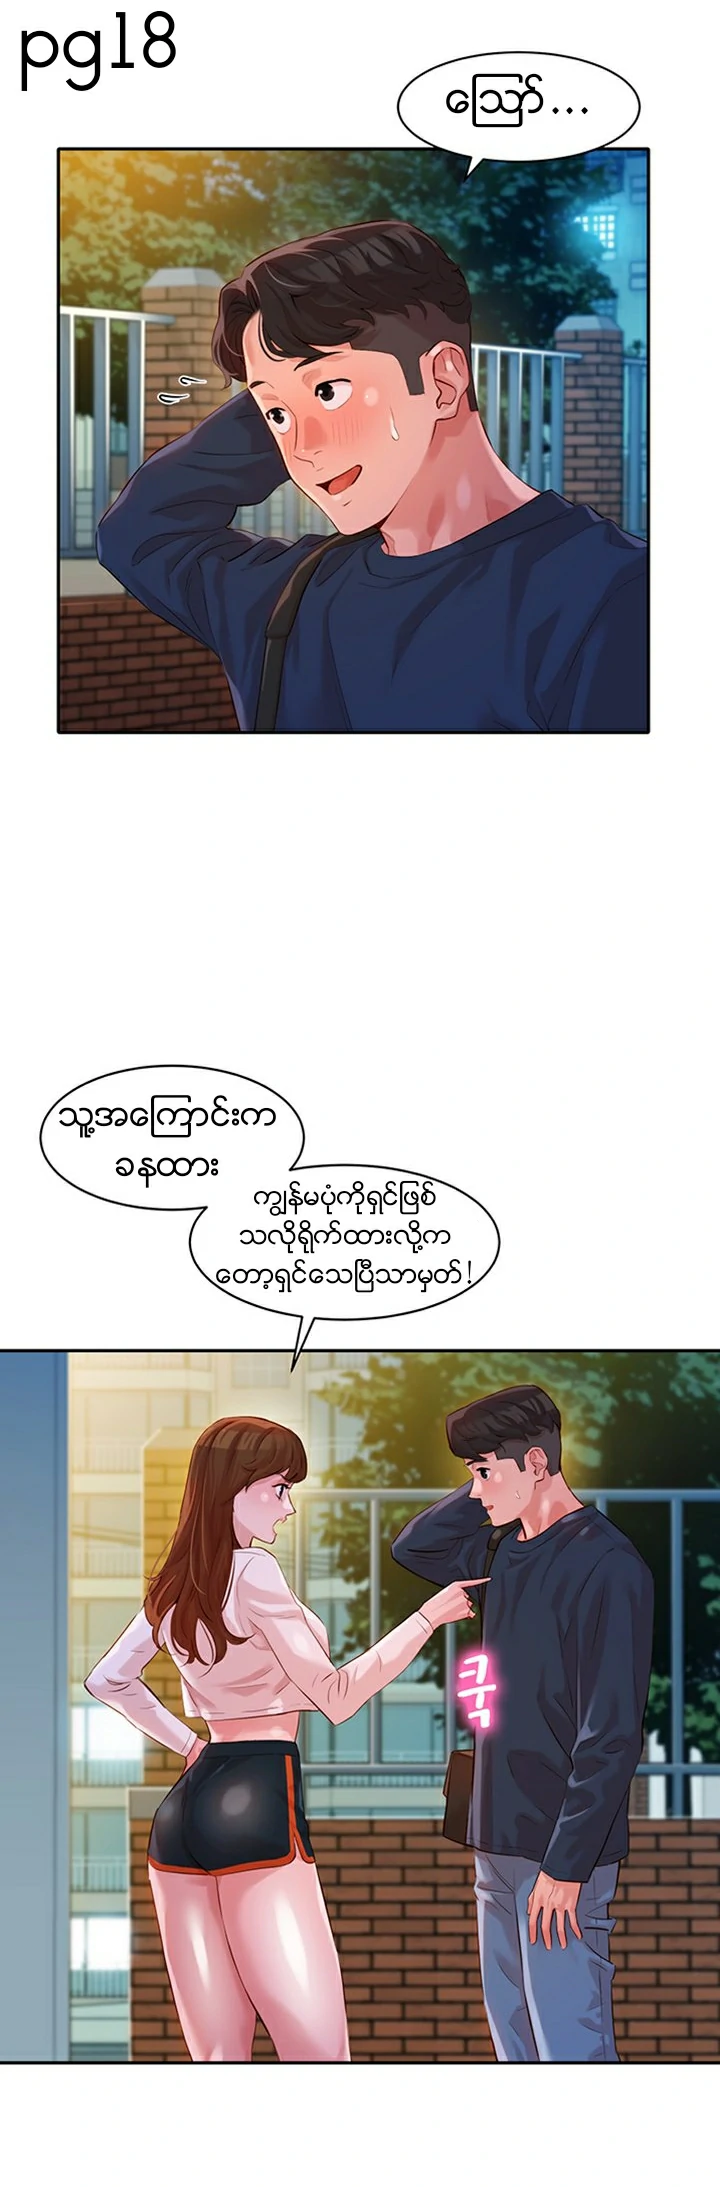 pg18
ဪ...
သူ့အကြောင်းက
ခနထား
ကျွန်မပုံကိုရှင်ဖြစ်
သလိုရိုက်ထားလို့က
တော့ရှင်သေပြီသာမှတ်!
쿡